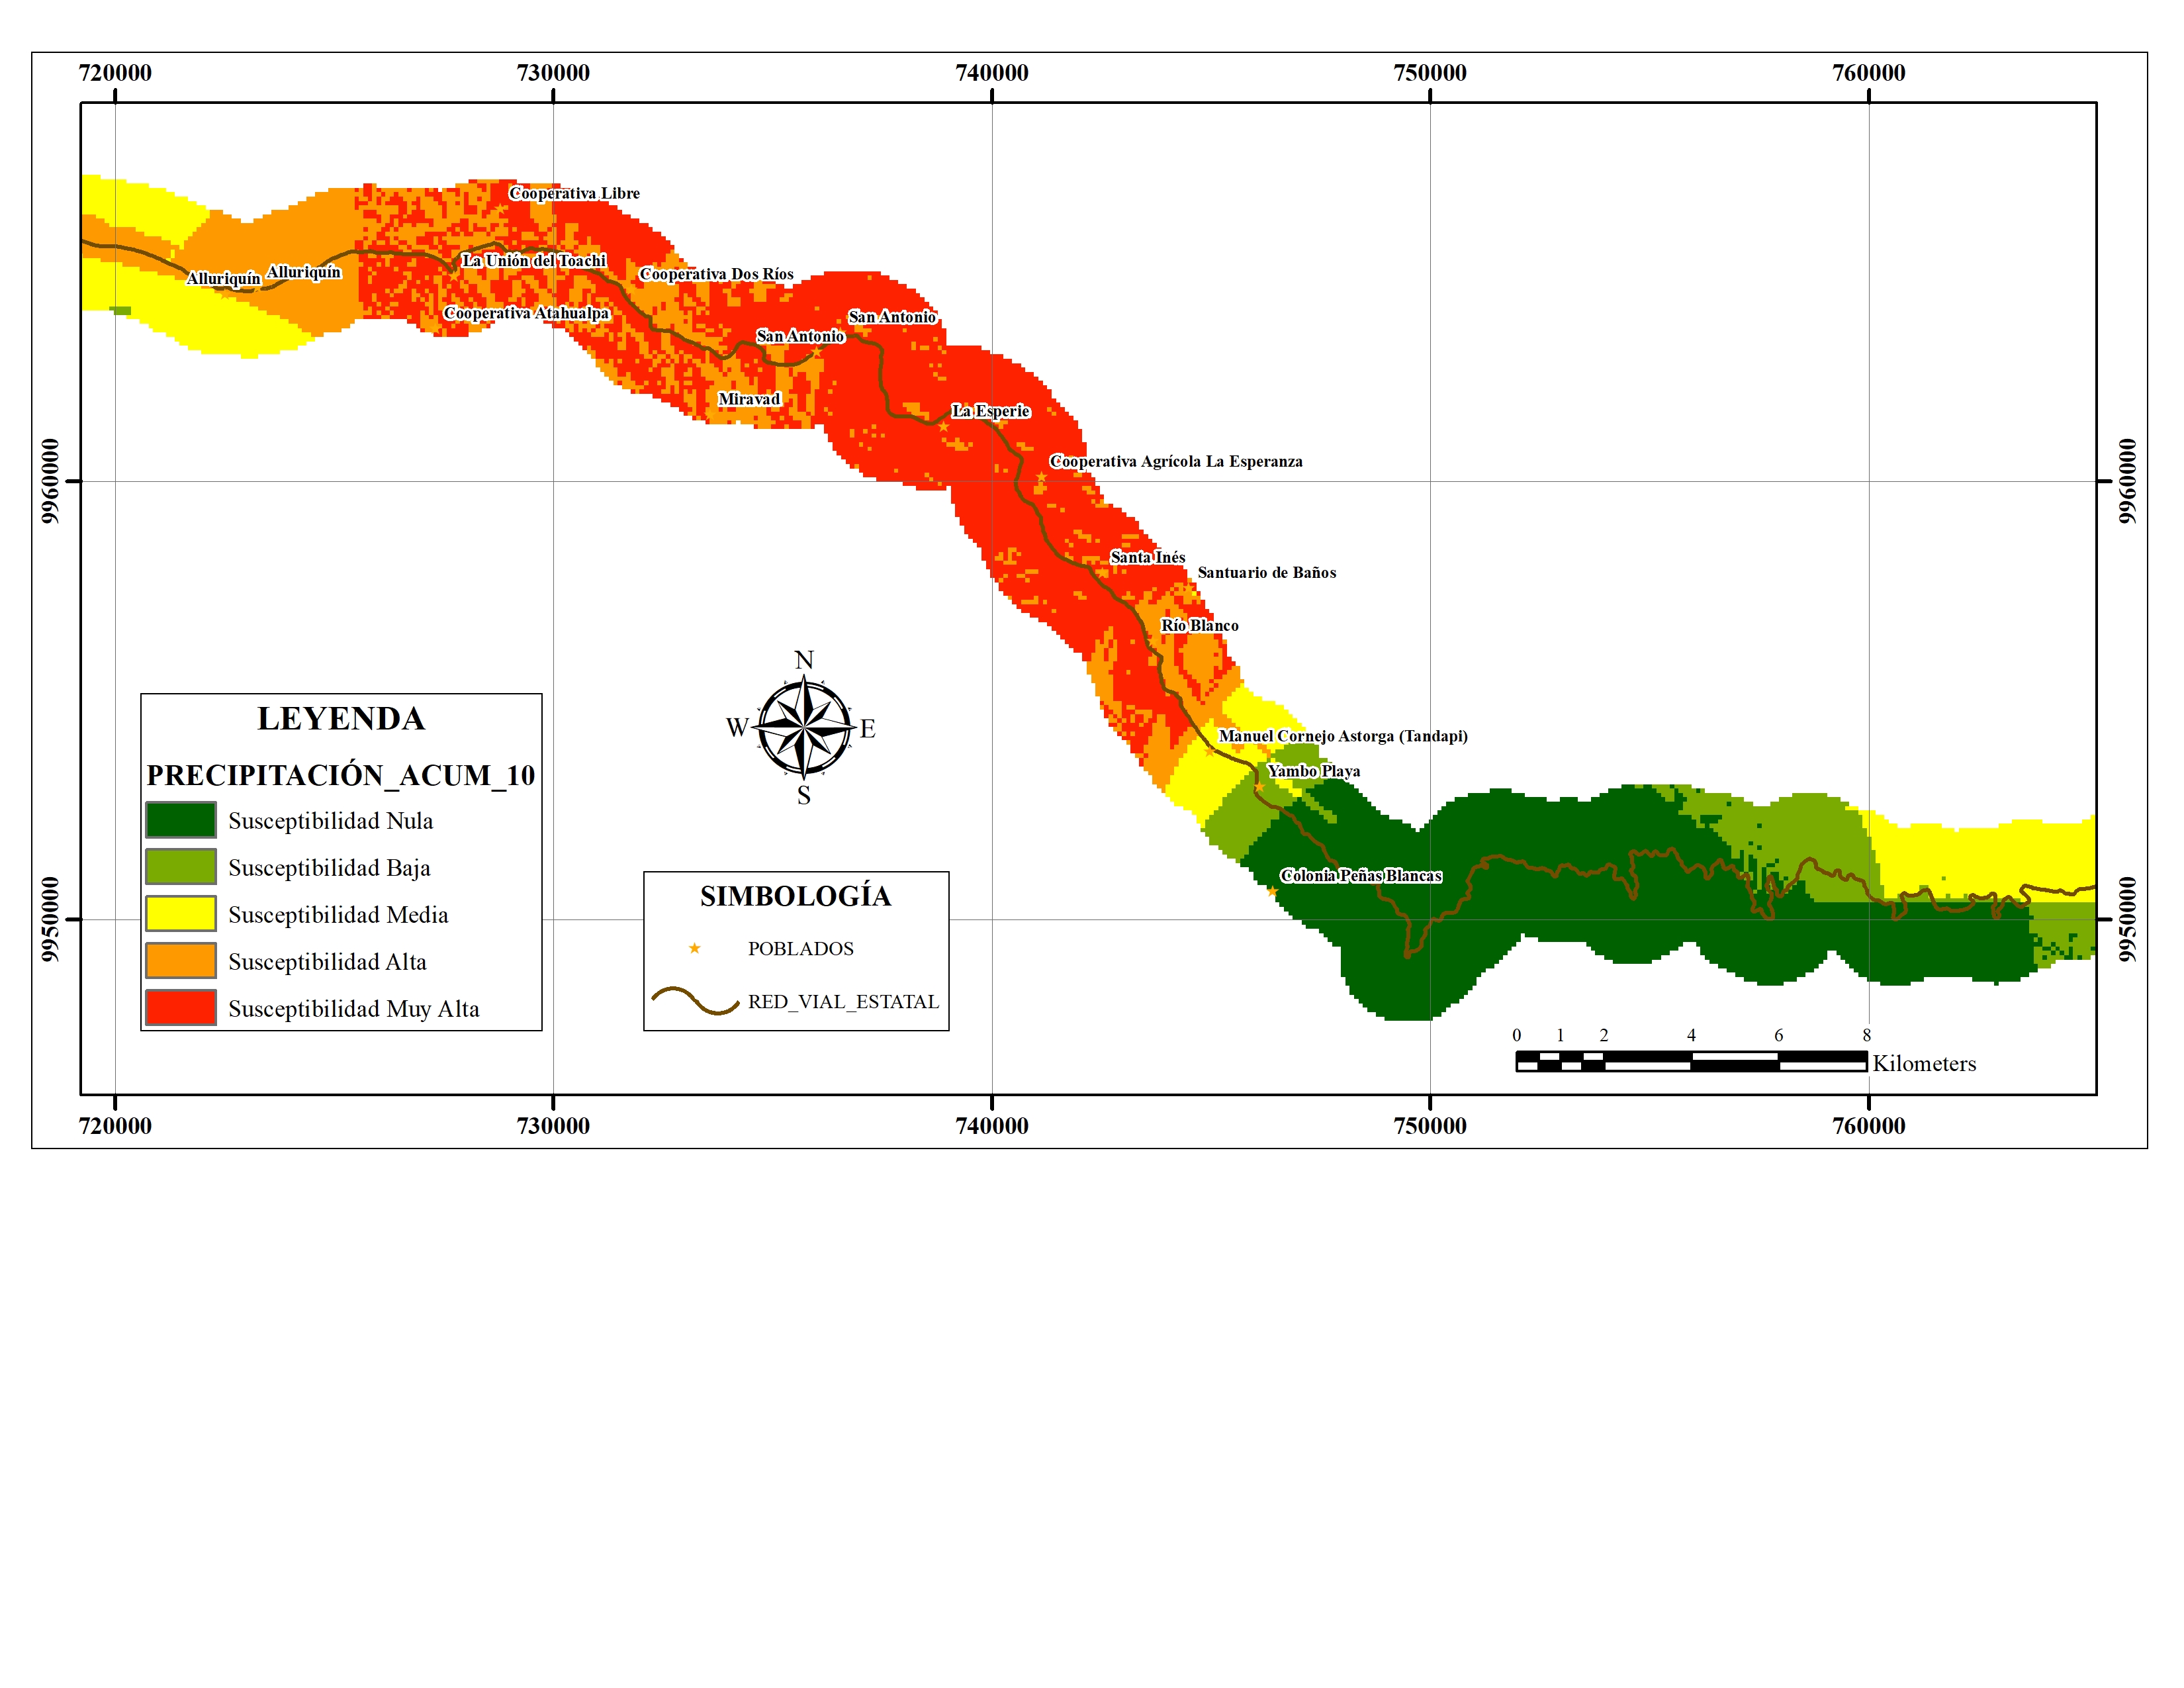 720000 730000 740000 750000 760000
Cooperativa Libre
La Unión del Toachi
Alluriquín
Alluriquín
Cooperativa Dos Ríos
Cooperativa Atahualpa
San Antonio
San Antonio
Miravad
La Esperie
9960000
9960000
Cooperativa Agrícola La Esperanza
Santa Inés
Santuario de Baños
Río Blanco
N
W
E
S
Manuel Cornejo Astorga (Tandapi)
Yambo Playa
Colonia Peñas Blancas
9950000
9950000
LEYENDA
PRECIPITACIÓN_ACUM_10
Susceptibilidad Nula
Susceptibilidad Baja
Susceptibilidad Media
Susceptibilidad Alta
Susceptibilidad Muy Alta
SIMBOLOGÍA
POBLADOS
RED_VIAL_ESTATAL
0 1 2 4 6 8
Kilometers
720000 730000 740000 750000 760000